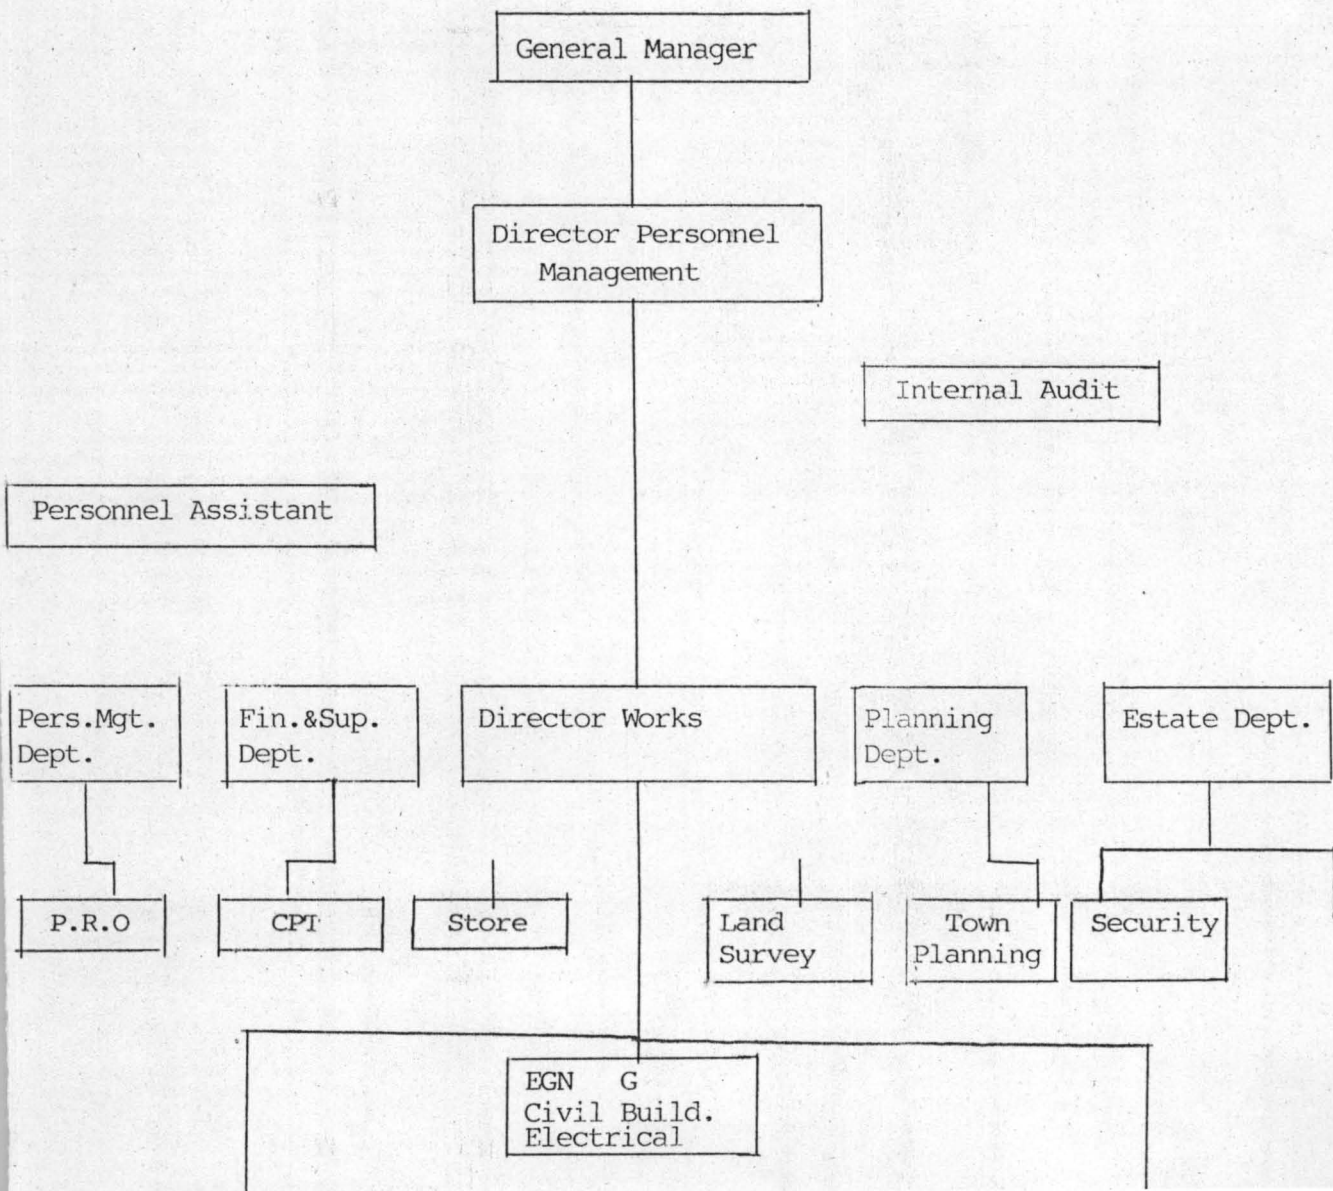 General Manager
Director Personnel
Management
Internal Audit
Personnel Assistant
Pers.Mgt.
Dept.
Fin.&Sup.
Dept.
Director Works
Planning
Dept.
Estate Dept.
P.R.O
CPT
Store
Land
Survey
Town
Planning
Security
EGN G
Civil Build.
Electrical